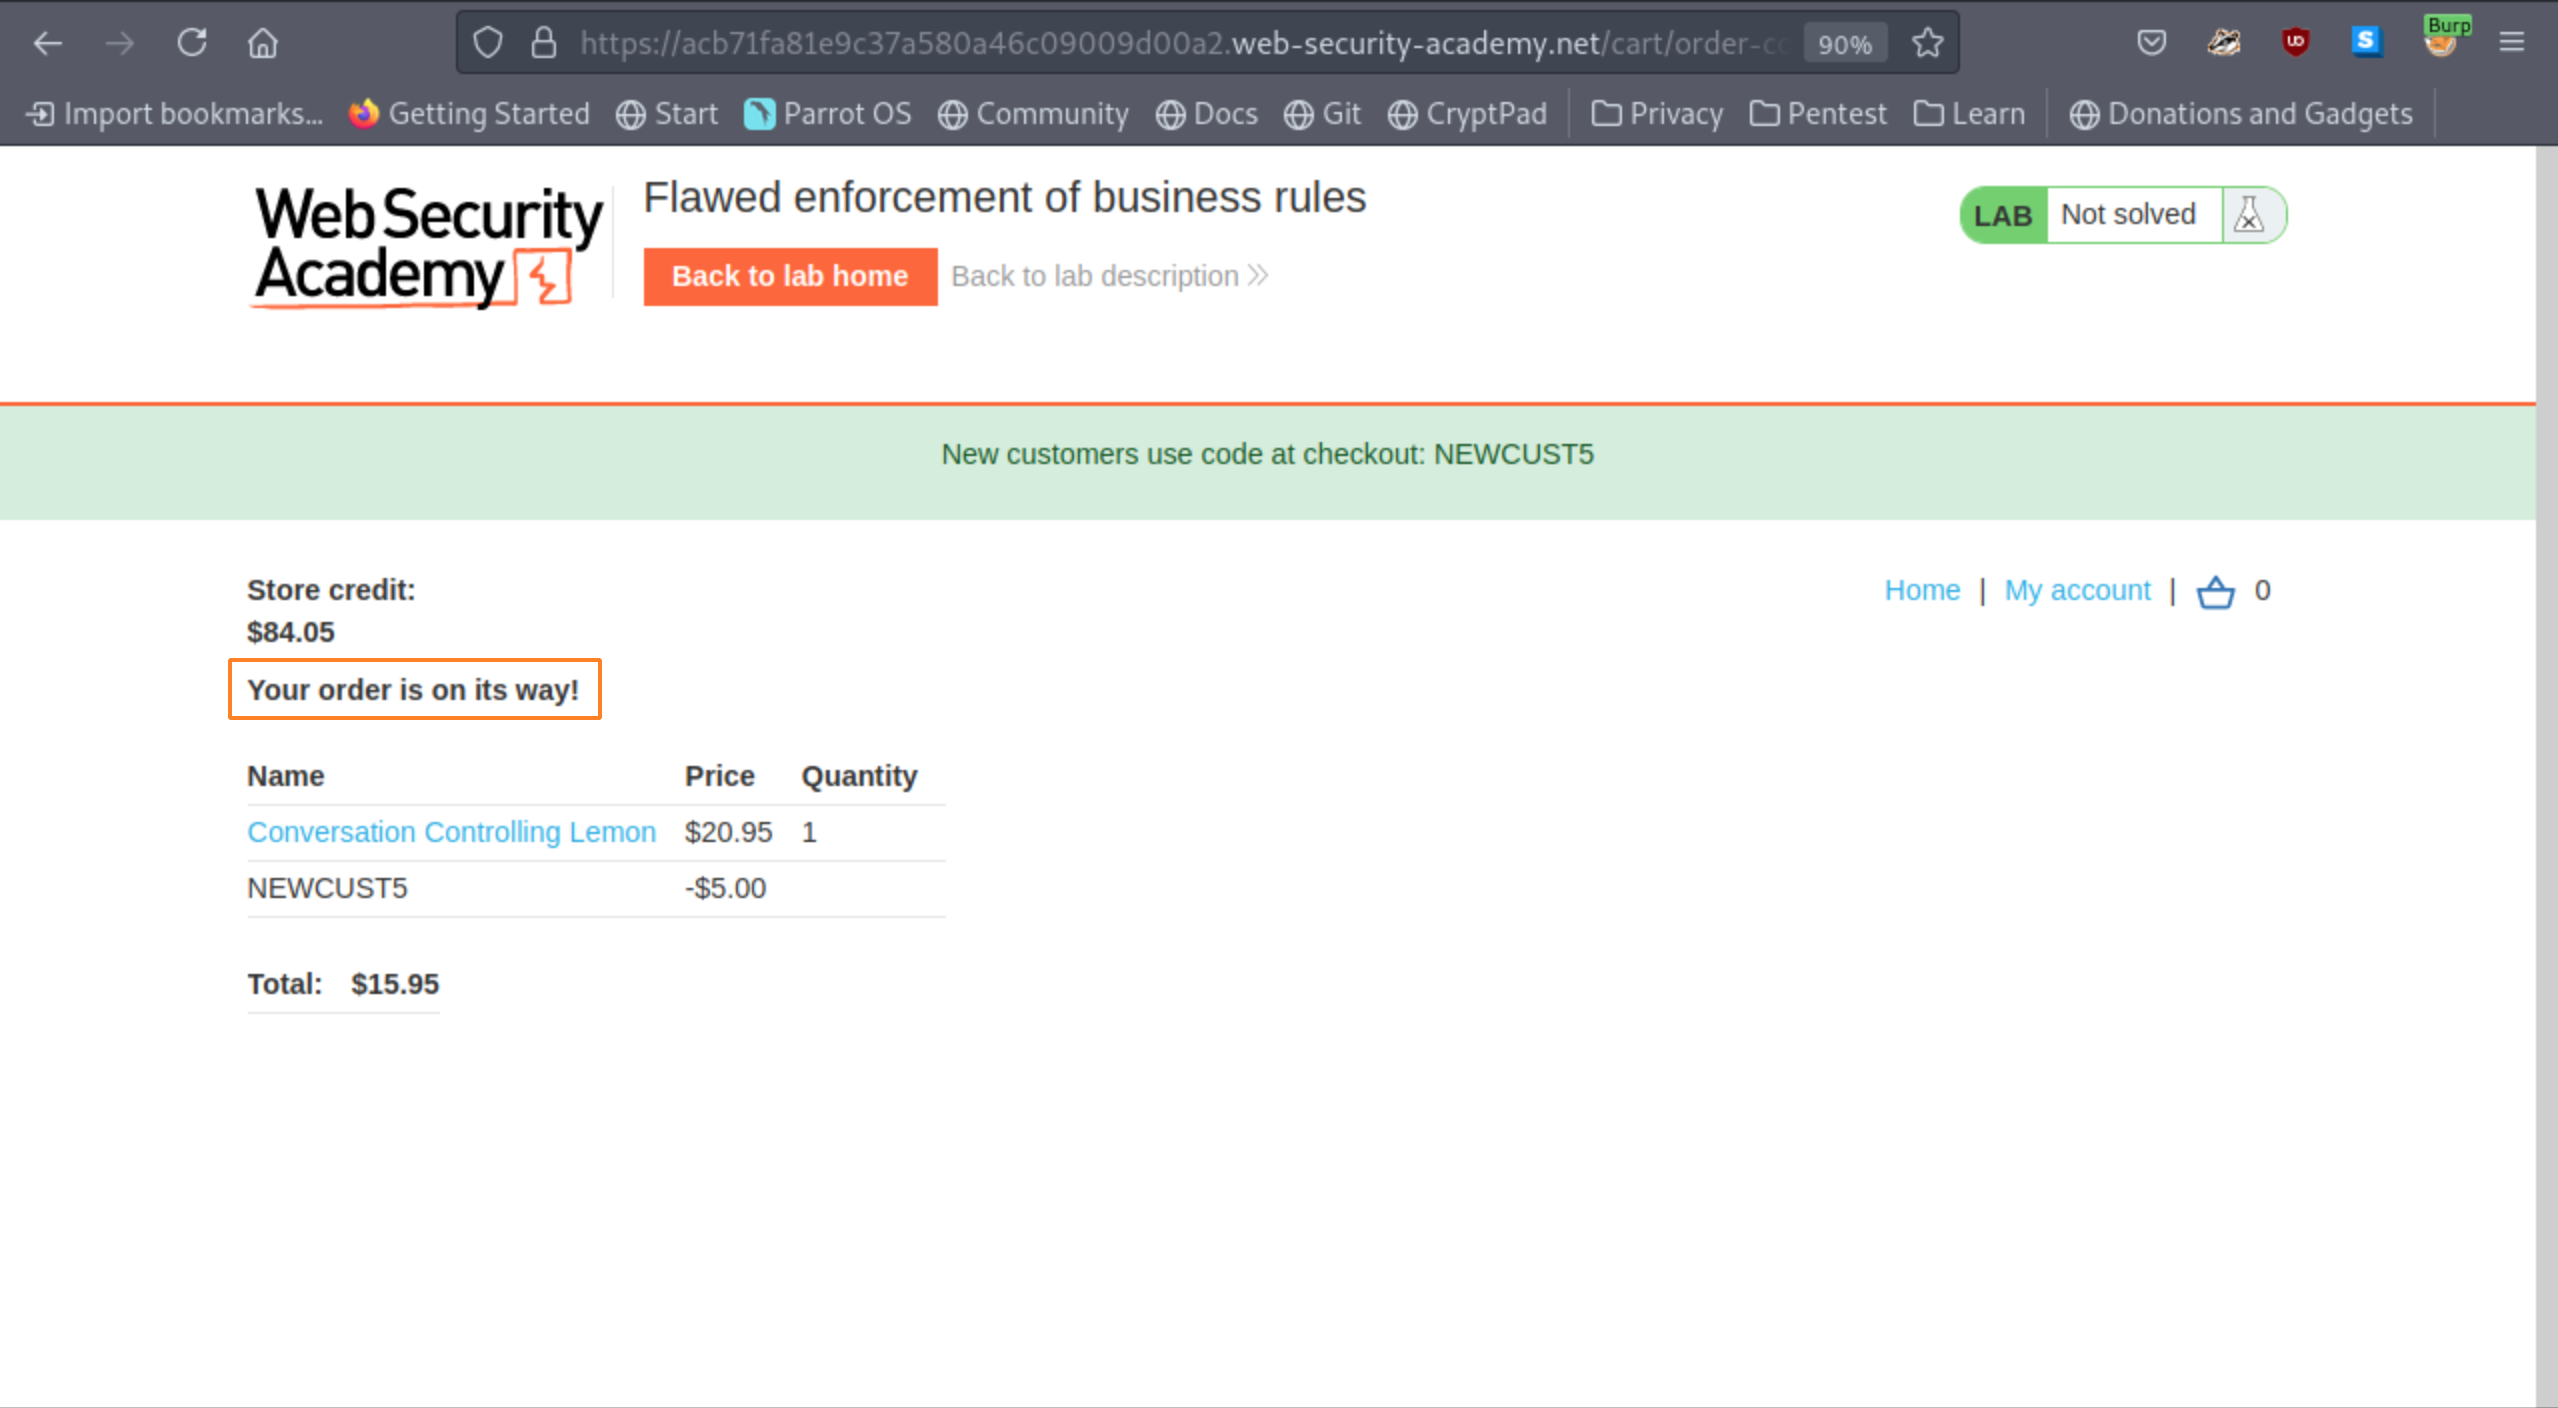 https://acb71fa81e9c37a580a46c09009d00a2.web-security-academy.net/cart/order-co 90% Burp
Import bookmarks... Getting Started Start Parrot OS Community Docs Git CryptPad Privacy Pentest Learn Donations and Gadgets
Web Security
Academy
Flawed enforcement of business rules
Back to lab home Back to lab description
LAB Not solved
New customers use code at checkout: NEWCUST5
Home | My account | 0
Store credit:
$84.05
Your order is on its way!
Name Price Quantity
Conversation Controlling Lemon $20.95 1
NEWCUST5 -$5.00
Total: $15.95